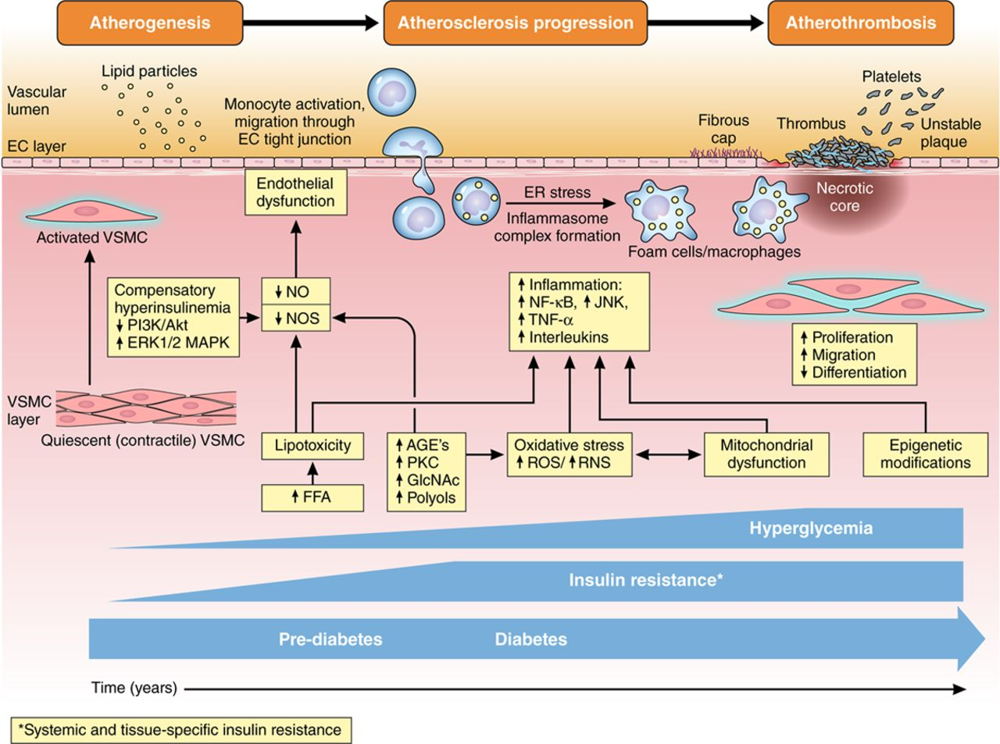 Atherogenesis
Atherosclerosis progression
Atherothrombosis
Lipid particles
Vascular
lumen
EC layer
Monocyte activation,
migration through
EC tight junction
Platelets
Fibrous
cap
Thrombus
Unstable
plaque
Endothelial
dysfunction
ER stress
Inflammasome
complex formation
Necrotic
core
Foam cells/macrophages
Activated VSMC
Compensatory
hyperinsulinemia
↓ PI3K/Akt
↑ ERK1/2 MAPK
↓ NO
↓ NOS
↑ Inflammation:
↑ NF-κB, ↑ JNK,
↑ TNF-α
↑ Interleukins
↑ Proliferation
↑ Migration
↓ Differentiation
VSMC
layer
Quiescent (contractile) VSMC
Lipotoxicity
↑ FFA
↑ AGE's
↑ PKC
↑ GlcNAc
↑ Polyols
Oxidative stress
↑ ROS/ ↑ RNS
Mitochondrial
dysfunction
Epigenetic
modifications
Hyperglycemia
Insulin resistance*
Pre-diabetes
Diabetes
Time (years)
*Systemic and tissue-specific insulin resistance